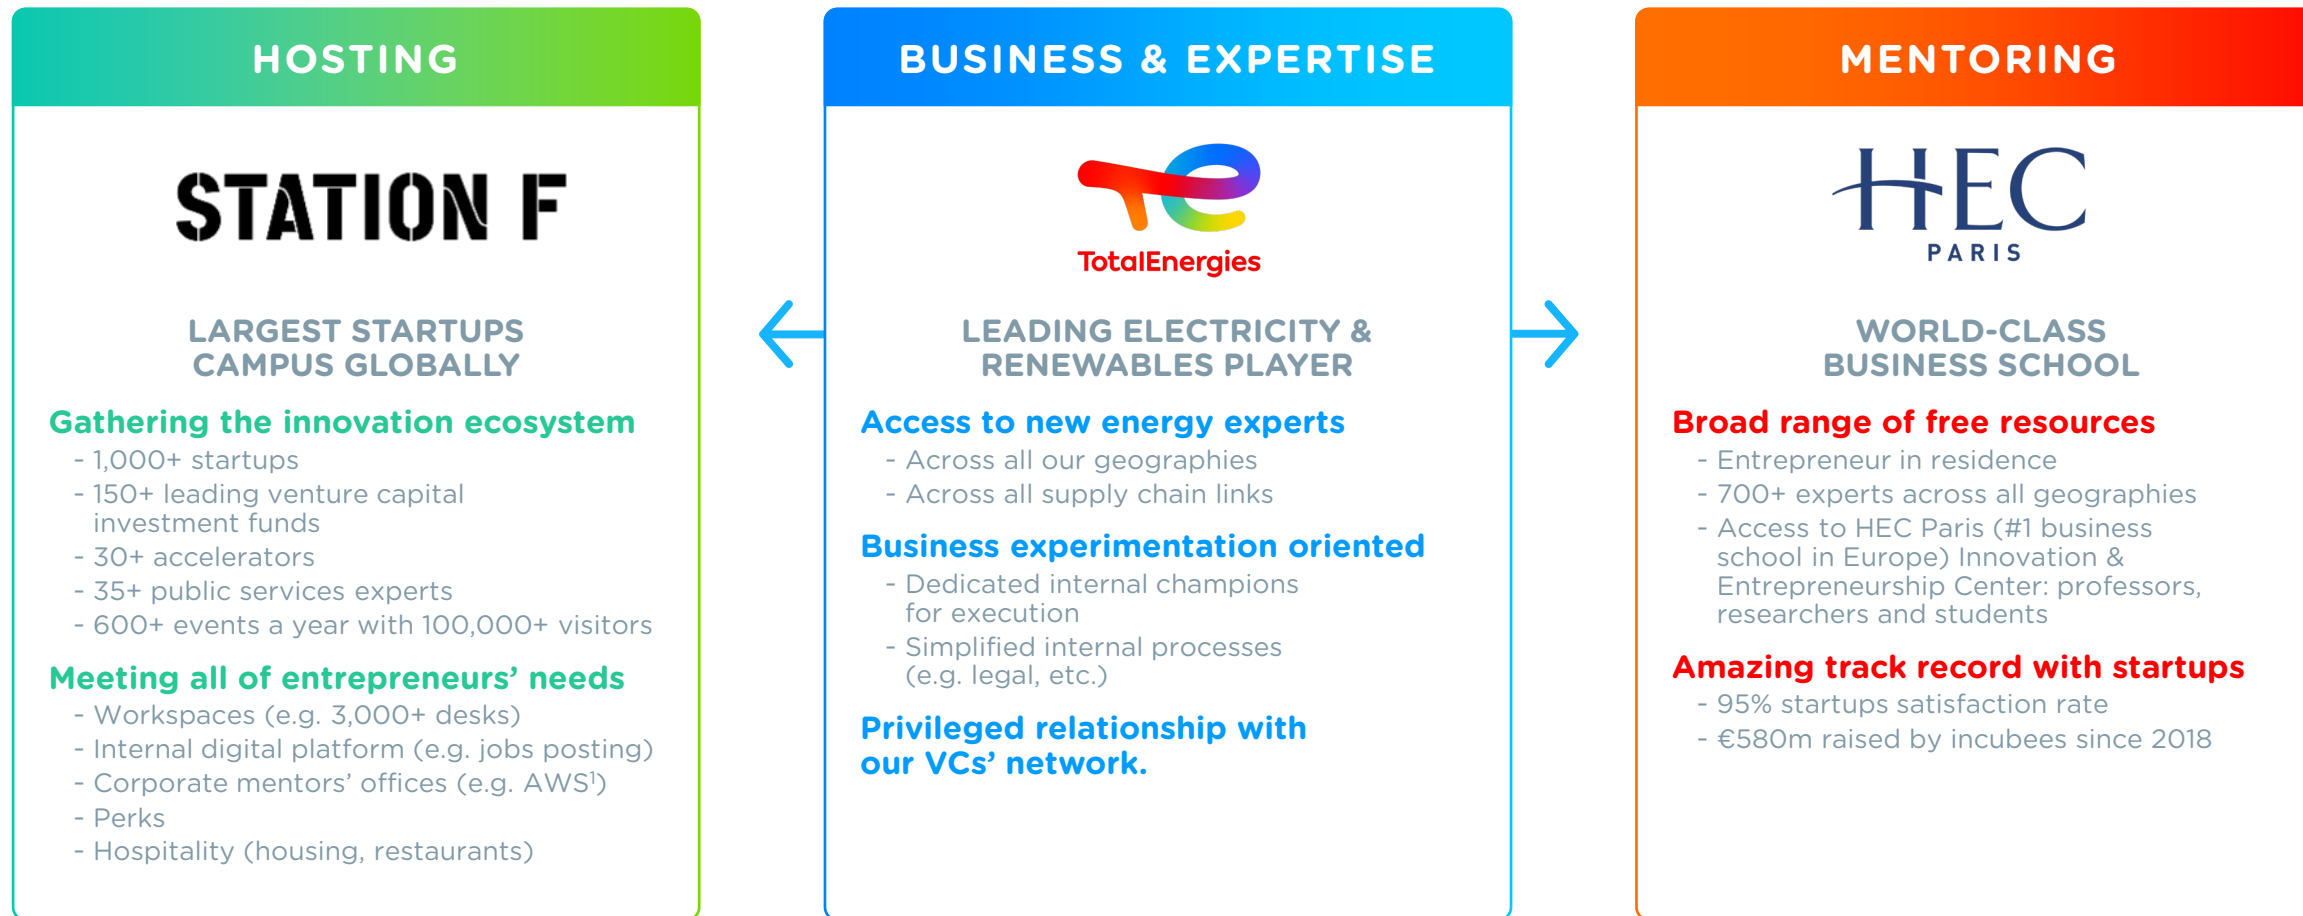 HOSTING
STATION F
LARGEST STARTUPS
CAMPUS GLOBALLY
Gathering the innovation ecosystem
- 1,000+ startups
- 150+ leading venture capital
investment funds
- 30+ accelerators
- 35+ public services experts
- 600+ events a year with 100,000+ visitors
Meeting all of entrepreneurs’ needs
- Workspaces (e.g. 3,000+ desks)
- Internal digital platform (e.g. jobs posting)
- Corporate mentors’ offices (e.g. AWS¹)
- Perks
- Hospitality (housing, restaurants)
BUSINESS & EXPERTISE
TotalEnergies
LEADING ELECTRICITY &
RENEWABLES PLAYER
Access to new energy experts
- Across all our geographies
- Across all supply chain links
Business experimentation oriented
- Dedicated internal champions
for execution
- Simplified internal processes
(e.g. legal, etc.)
Privileged relationship with
our VCs’ network.
MENTORING
HEC
PARIS
WORLD-CLASS
BUSINESS SCHOOL
Broad range of free resources
- Entrepreneur in residence
- 700+ experts across all geographies
- Access to HEC Paris (#1 business
school in Europe) Innovation &
Entrepreneurship Center: professors,
researchers and students
Amazing track record with startups
- 95% startups satisfaction rate
- €580m raised by incubees since 2018